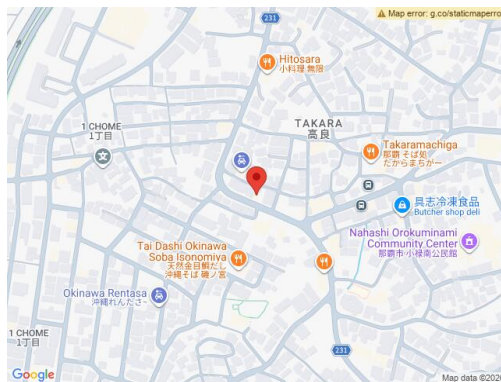 231
Map error: g.co/staticmaperro
Hitosara
小料理 無限
TAKARA
高良
1 CHOME
1丁目
Takaramachiga
那覇 そば処
だからまちがー
具志冷凍食品
Butcher shop deli
Nahashi Orokuminami
Community Center
那覇市·小禄南公民館
Tai Dashi Okinawa
Soba Isonomiya
天然金目鯛だし
沖縄そば 磯ノ宮
Okinawa Rentasa
沖縄れんたさ~
1 CHOME
1丁目
231
Google
Map data ©2020